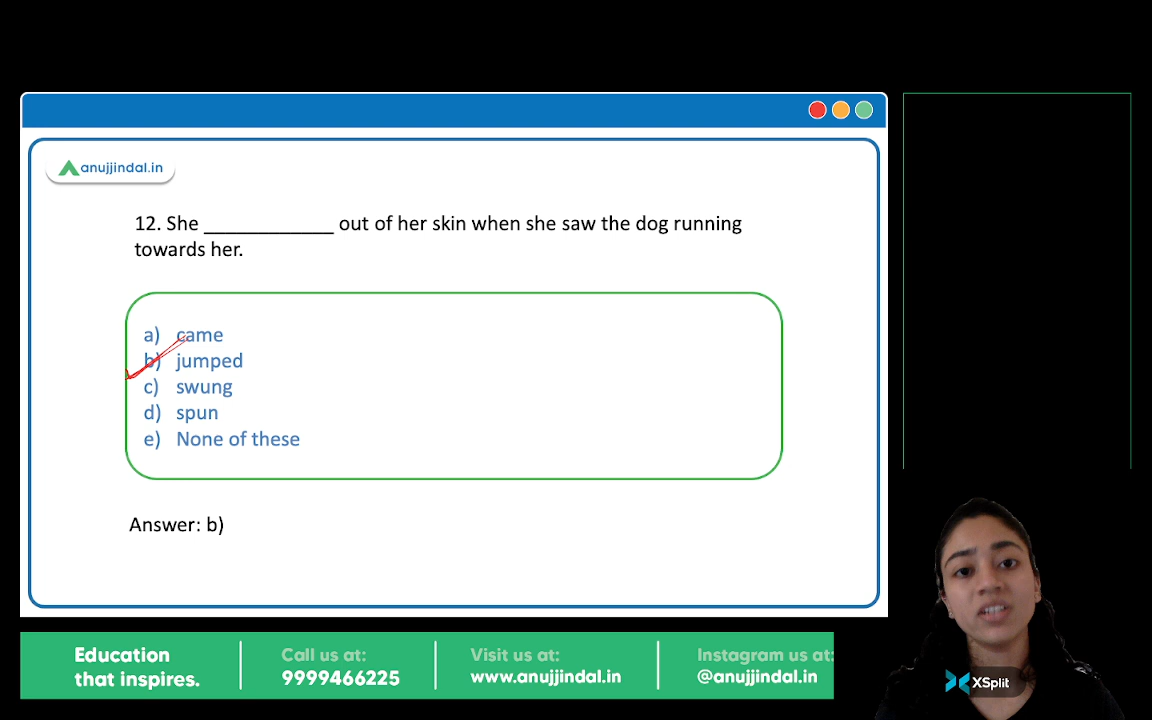 anujjindal.in
12. She ____________ out of her skin when she saw the dog running
towards her.
a) came
b) jumped
c) swung
d) spun
e) None of these
Answer: b)
Education
that inspires.
Call us at:
9999466225
Visit us at:
www.anujjindal.in
Instagram us at:
@anujjindal.in
XSplit